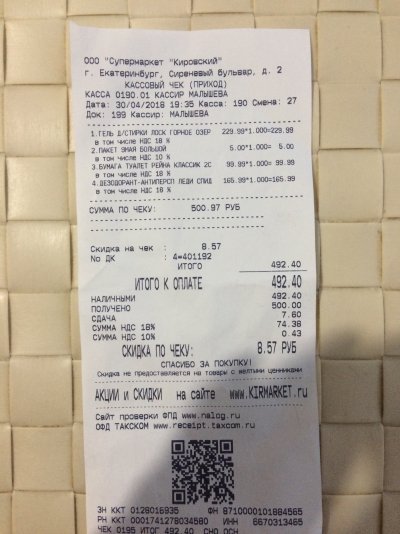 ООО "Супермаркет "Кировский"
г. Екатеринбург, Сиреневый бульвар, д. 2
КАССОВЫЙ ЧЕК (ПРИХОД)
КАССА 0190.01 КАССИР МАЛЫШЕВА
Дата: 30/04/2018 19:35 Касса: 190 Смена: 27
Док: 199 Кассир: МАЛЫШЕВА
1.ГЕЛЬ Д/СТИРКИ ЛОСК ГОРНОЕ ОЗЕР 229.99*1.000=229.99
в том числе НДС 18 %
2.ПАКЕТ ЯМАЯ БОЛЬШОЙ 5.00*1.000= 5.00
в том числе НДС 10 %
3.БУМАГА ТУАЛЕТ РЕЙНА КЛАССИК 2С 99.99*1.000= 99.99
в том числе НДС 18 %
4.ДЕЗОДОРАНТ-АНТИПЕРСП ЛЕДИ СПИД 165.99*1.000=165.99
в том числе НДС 18 %
СУММА ПО ЧЕКУ: 500.97 РУБ
Скидка на чек : 8.57
No ДК : 4=401192
ИТОГО 492.40
ИТОГО К ОПЛАТЕ 492.40
НАЛИЧНЫМИ 492.40
ПОЛУЧЕНО 500.00
СДАЧА 7.60
СУММА НДС 18% 74.38
СУММА НДС 10% 0.43
СКИДКА ПО ЧЕКУ: 8.57 РУБ
СПАСИБО ЗА ПОКУПКУ!
Скидка не предоставляется на товары с желтыми ценниками
АКЦИИ и СКИДКИ на сайте www.KIRMARKET.ru
Сайт проверки ФПД www.nalog.ru
ОФД ТАКСКОМ www.receipt.taxcom.ru
ЗН ККТ 0128016935 ФН 8710000101884565
РН ККТ 0001741278034580 ИНН 6670313465
ЧЕК 0195 ИТОГ 492.40 СНО ОСН